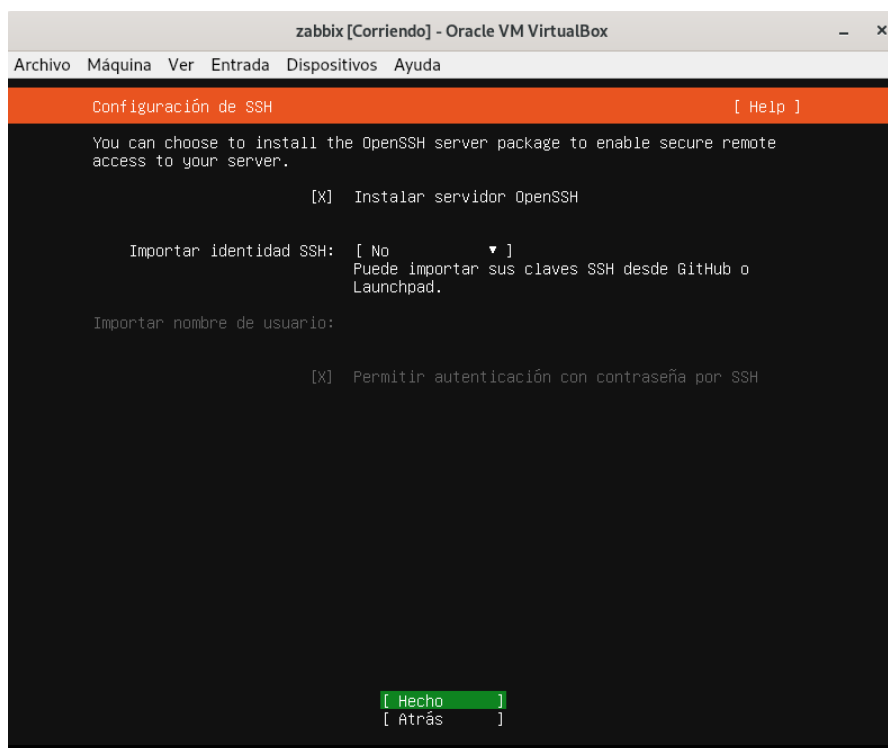 zabbix [Corriendo] - Oracle VM VirtualBox
Archivo Máquina Ver Entrada Dispositivos Ayuda
Configuración de SSH [ Help ]
You can choose to install the OpenSSH server package to enable secure remote
access to your server.
[X] Instalar servidor OpenSSH
Importar identidad SSH: [ No ▼ ]
Puede importar sus claves SSH desde GitHub o
Launchpad.
Importar nombre de usuario:
[X] Permitir autenticación con contraseña por SSH
[ Hecho ]
[ Atrás ]